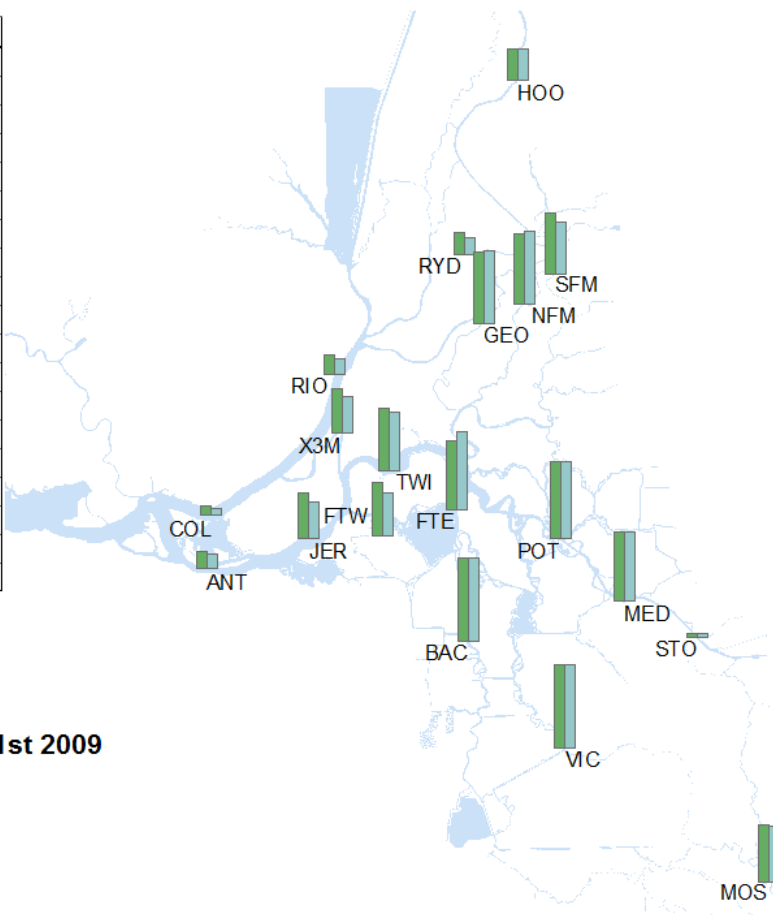 HOO
RYD
SFM
NFM
GEO
RIO
X3M
TWI
FTW
FTE
COL
JER
POT
ANT
MED
STO
BAC
1st 2009
VIC
MOS